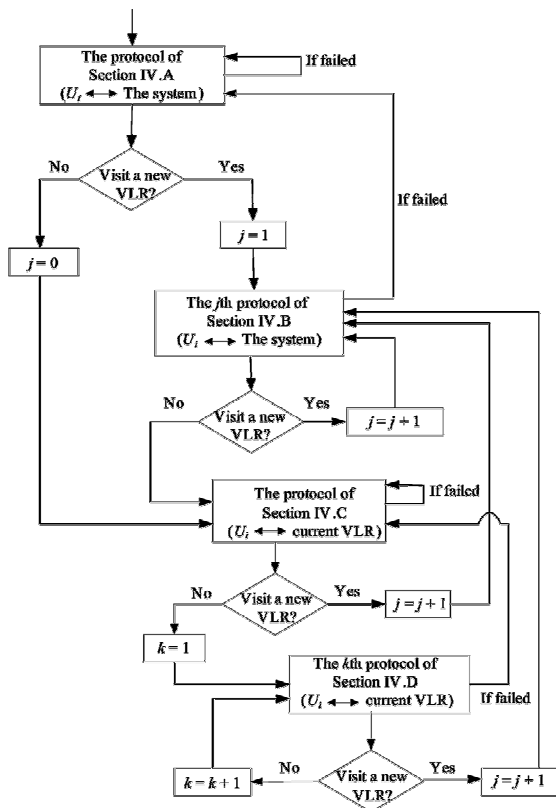 The protocol of
Section IV.A
(Ui ←→ The system)
If failed
Visit a new
VLR?
No
Yes
j = 0
j = 1
If failed
The jth protocol of
Section IV.B
(Ui ←→ The system)
Visit a new
VLR?
No
Yes
j = j + 1
The protocol of
Section IV.C
(Ui ←→ current VLR)
If failed
Visit a new
VLR?
No
Yes
j = j + 1
k = 1
The kth protocol of
Section IV.D
(Ui ←→ current VLR)
If failed
Visit a new
VLR?
No
Yes
k = k + 1
j = j + 1